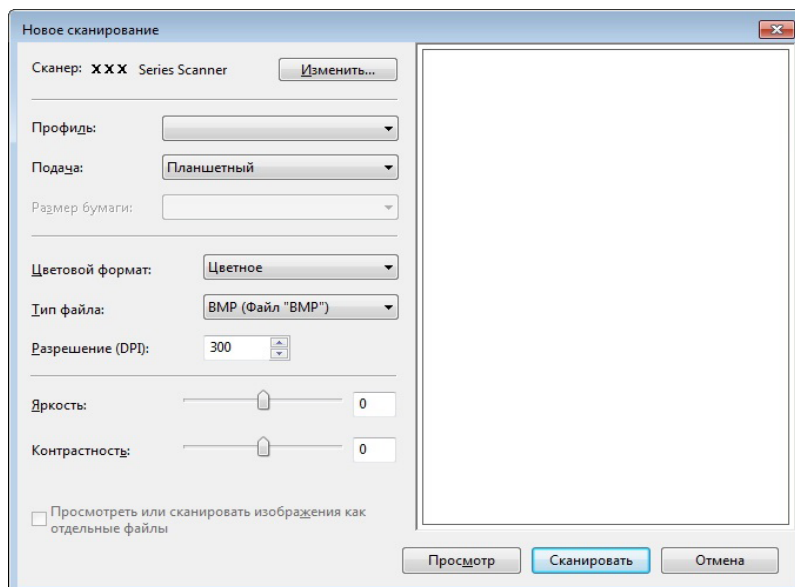 Новое сканирование
Сканер: XXX Series Scanner Изменить...
Профиль:
Подача: Планшетный
Размер бумаги:
Цветовой формат: Цветное
Тип файла: BMP (Файл "BMP")
Разрешение (DPI): 300
Яркость: 0
Контрастность: 0
Просмотреть или сканировать изображения как
отдельные файлы
Просмотр Сканировать Отмена